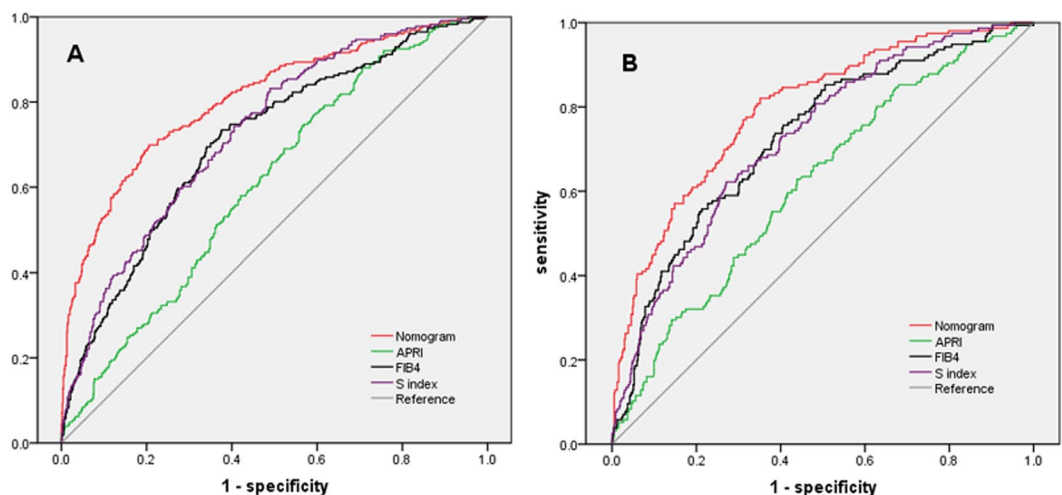 A
1.0
0.8
0.6
0.4
0.2
0.0
Nomogram
APRI
FIB4
S index
Reference
0.0 0.2 0.4 0.6 0.8 1.0
1 - specificity
B
sensitivity
1.0
0.8
0.6
0.4
0.2
0.0
Nomogram
APRI
FIB4
S index
Reference
0.0 0.2 0.4 0.6 0.8 1.0
1 - specificity